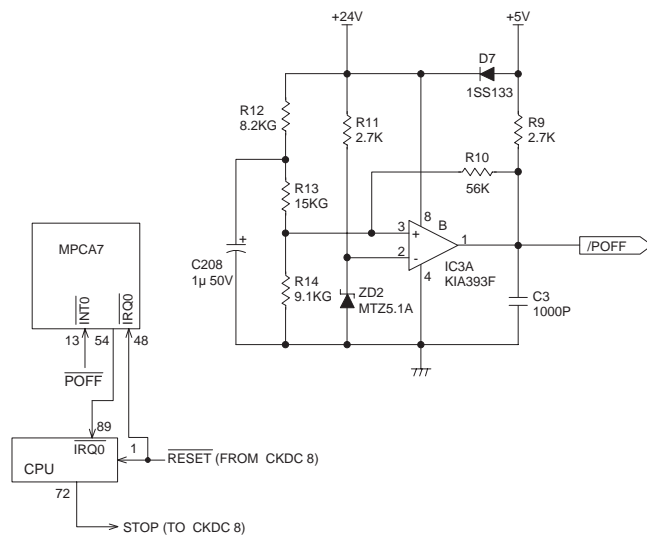 +24V
+5V
D7
1SS133
R12
8.2KG
R11
2.7K
R9
2.7K
R10
56K
R13
15KG
8
B
3
+
1
2
-
4
IC3A
KIA393F
/POFF
C208
1µ 50V
+
R14
9.1KG
ZD2
MTZ5.1A
C3
1000P
MPCA7
INT0
IRQ0
13
54
48
POFF
89
IRQ0
1
CPU
RESET (FROM CKDC 8)
72
STOP (TO CKDC 8)